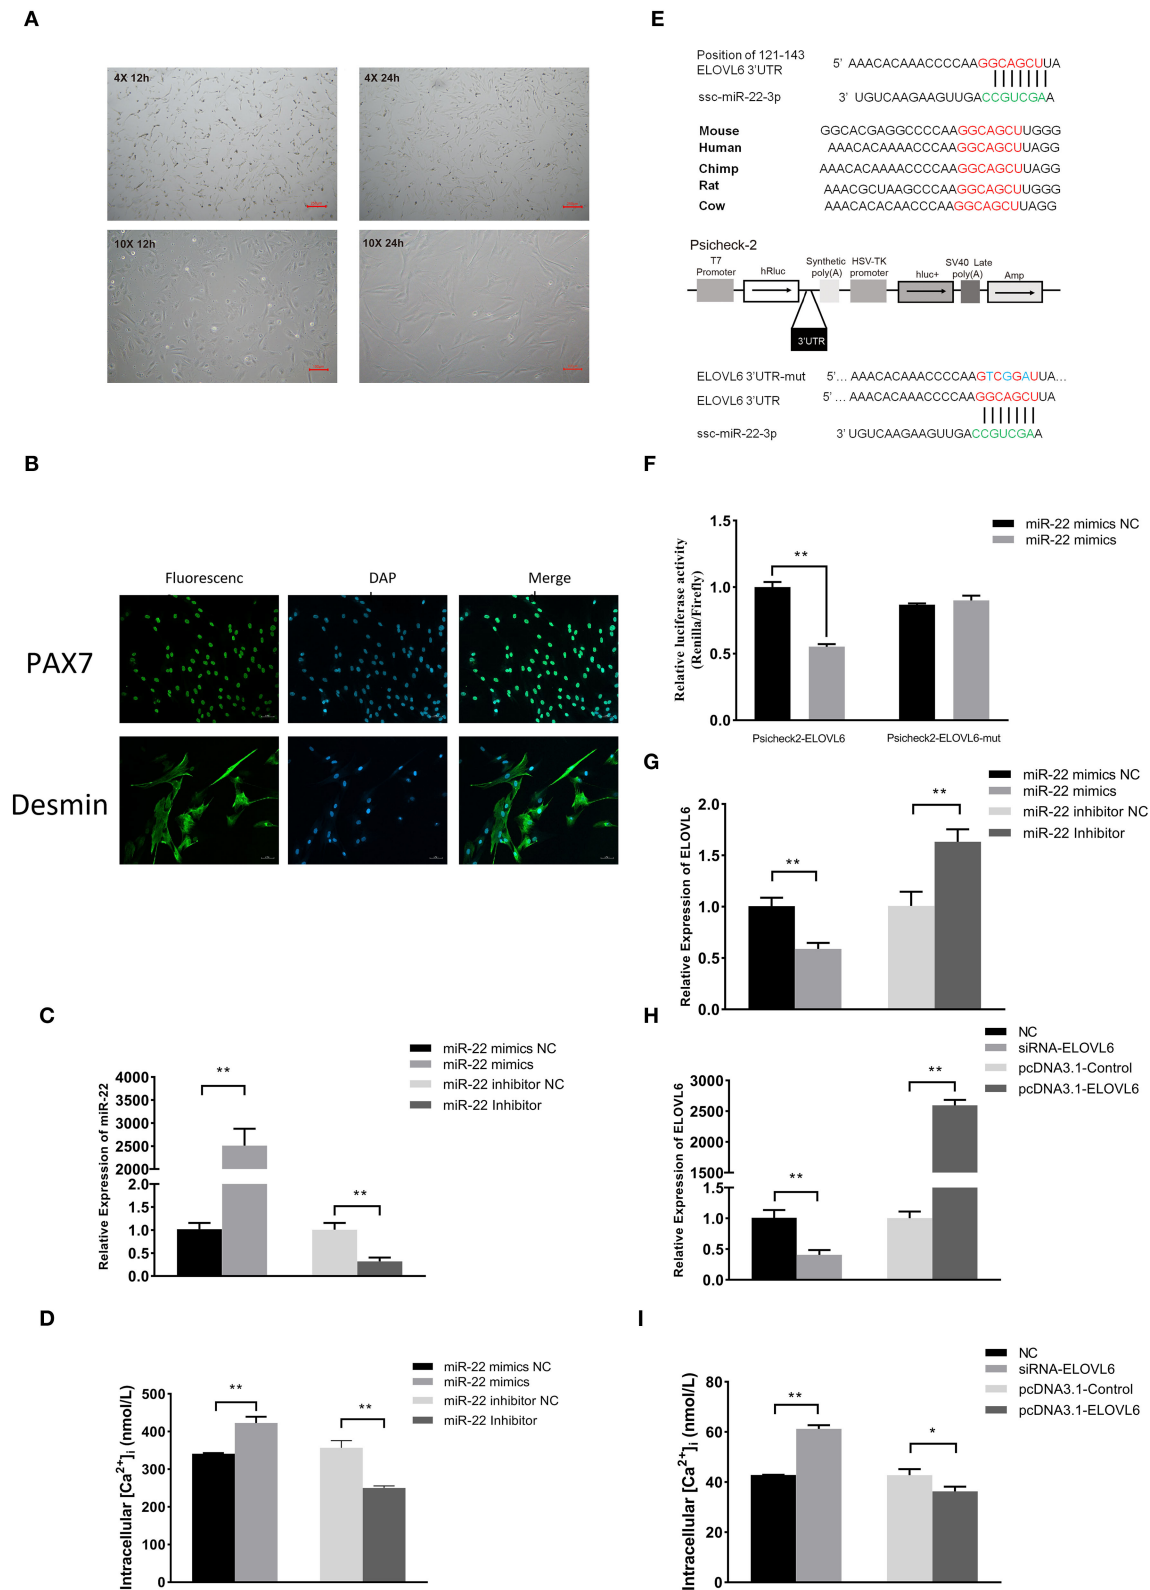 A
4X 12h
4X 24h
10X 12h
10X 24h
B
Fluorescenc
DAP
Merge
PAX7
Desmin
C
miR-22 mimics NC
miR-22 mimics
miR-22 inhibitor NC
miR-22 Inhibitor
Relative Expression of miR-22
4000
3500
3000
2500
2000
2.0
1.5
1.0
0.5
0.0
**
**
D
miR-22 mimics NC
miR-22 mimics
miR-22 inhibitor NC
miR-22 Inhibitor
Intracellular [Ca2+]i (nmol/L)
500
400
300
200
100
0
**
**
E
Position of 121-143
ELOVL6 3'UTR
5' AAACACAAACCCCAAGGCAGCUUA
ssc-miR-22-3p
3' UGUCAAGAAGUUGACCGUCGAA
Mouse GGCACGAGGCCCCAAGGCAGCUUGGG
Human AAACACAAAACCCAAGGCAGCUUAGG
Chimp AAACACAAAACCCCAAGGCAGCUUAGG
Rat AAACGCUAAGCCCAAGGCAGCUUGGG
Cow AAACACACAACCCAAGGCAGCUUAGG
Psicheck-2
T7 Promoter
hRluc
Synthetic poly(A)
HSV-TK promoter
hluc+
SV40 Late poly(A)
Amp
3'UTR
ELOVL6 3'UTR-mut 5'... AAACACAAACCCCAAGTCGGAUUA...
ELOVL6 3'UTR 5' ... AAACACAAACCCCAAGGCAGCUUA
ssc-miR-22-3p 3' UGUCAAGAAGUUGACCGUCGAA
F
miR-22 mimics NC
miR-22 mimics
Relative luciferase activity
(Renilla/Firefly)
1.5
1.0
0.5
0.0
**
Psicheck2-ELOVL6
Psicheck2-ELOVL6-mut
G
miR-22 mimics NC
miR-22 mimics
miR-22 inhibitor NC
miR-22 Inhibitor
Relative Expression of ELOVL6
2.0
1.5
1.0
0.5
0.0
**
**
H
NC
siRNA-ELOVL6
pcDNA3.1-Control
pcDNA3.1-ELOVL6
Relative Expression of ELOVL6
3000
2500
2000
1500
1.5
1.0
0.5
0.0
**
**
I
NC
siRNA-ELOVL6
pcDNA3.1-Control
pcDNA3.1-ELOVL6
Intracellular [Ca2+]i (nmol/L)
80
60
40
20
0
**
*